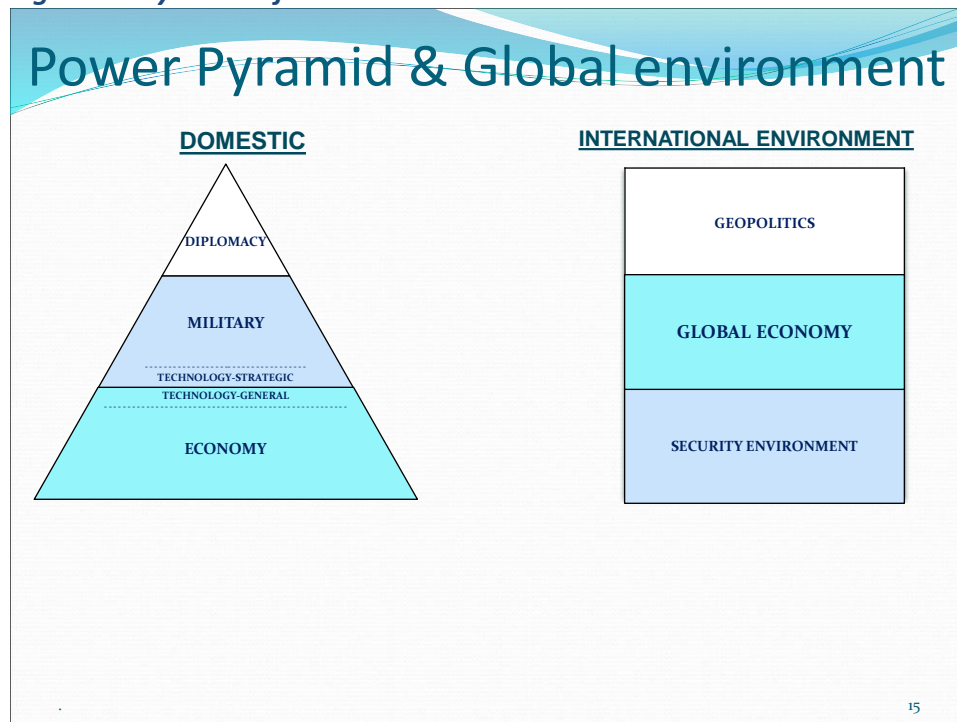 Power Pyramid & Global environment
DOMESTIC
DIPLOMACY
MILITARY
TECHNOLOGY-STRATEGIC
TECHNOLOGY-GENERAL
ECONOMY
INTERNATIONAL ENVIRONMENT
GEOPOLITICS
GLOBAL ECONOMY
SECURITY ENVIRONMENT
.
15